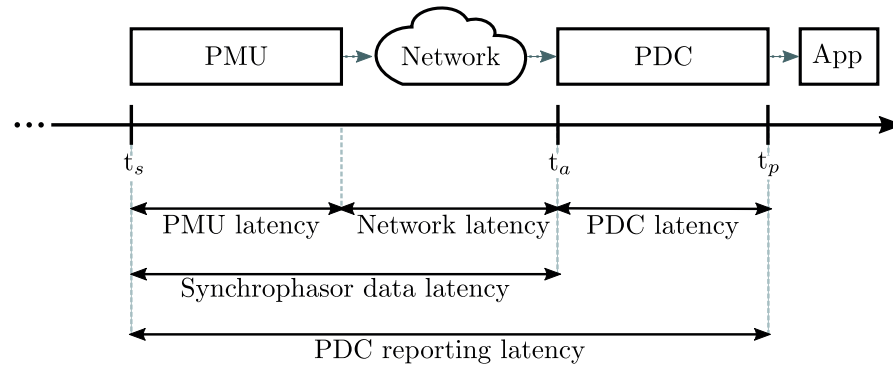 PMU Network PDC App
...
t_s t_a t_p
PMU latency Network latency PDC latency
Synchrophasor data latency
PDC reporting latency